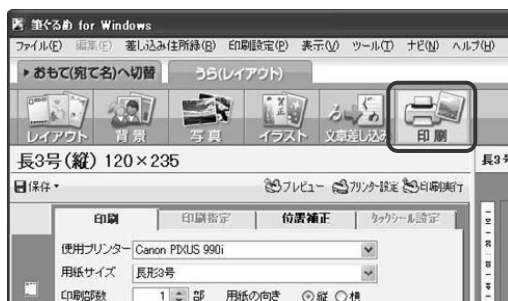 筆ぐるめ for Windows
ファイル(F) 編集(E) 差し込み住所録(R) 印刷設定(P) 表示(V) ツール(T) ナビ(N) ヘルプ(H)
おもて(宛て名)へ切替 うら(レイアウト)
レイアウト 背景 写真 イラスト 文章差し込み 印刷
長3号(縦) 120×235 長3号
保存 プレビュー プリンター設定 印刷実行
印刷 印刷指定 位置補正 タックシール設定
使用プリンター Canon PIXUS 990i
用紙サイズ 長形3号
印刷部数 1 部 用紙の向き 縦 横